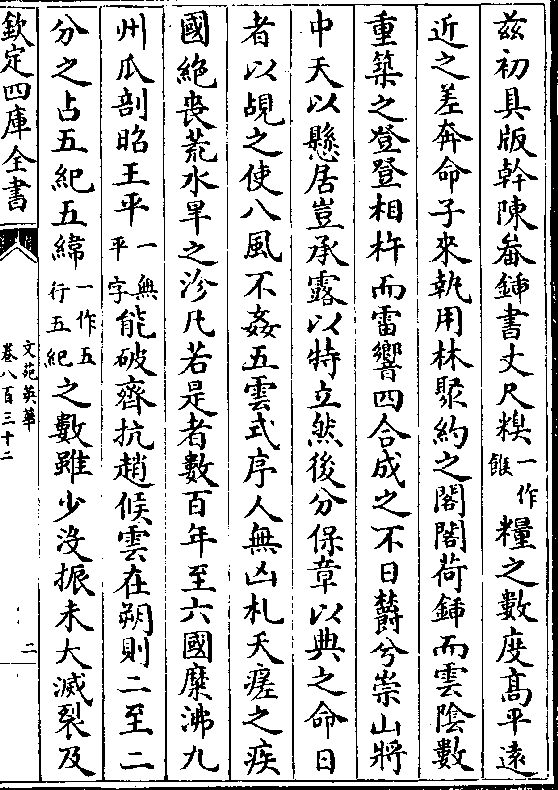 茲初具版幹陳畚鍤書丈尺糗一作餱糧之數度髙平逺
近之差奔命子來執用林聚約之閣閣荷鍤而雲隂數
重築之登登相杵而雷響四合成之不日欝兮崇山將
中天以懸居豈承露以特立然後分保章以典之命日
者以覘之使八風不姦五雲式序人無凶札夭瘥之疾
國絶喪荒水旱之沴凡若是者數百年至六國糜沸九
州瓜剖昭王平一無平字能破齊抗趙候雲在朔則二至二
分之占五紀五緯一作五行五紀之數雖少没振未大滅裂及
欽定四庫全書
文苑英華
卷八百三十二
二